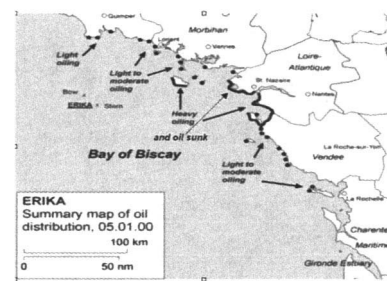 Quimper
Morbihan
Lorient
Vannes
Light
oiling
Loire-
Atlantique
Light to
moderate
oiling
St Nazaire
Nantes
Bow
ERIKA Stern
Heavy
oiling
and oil sunk
Bay of Biscay
La Roche-sur-Yon
Vendee
Light to
moderate
oiling
La Rochelle
ERIKA
Summary map of oil
distribution, 05.01.00
100 km
0 50 nm
Charente
Maritime
Gironde Estuary